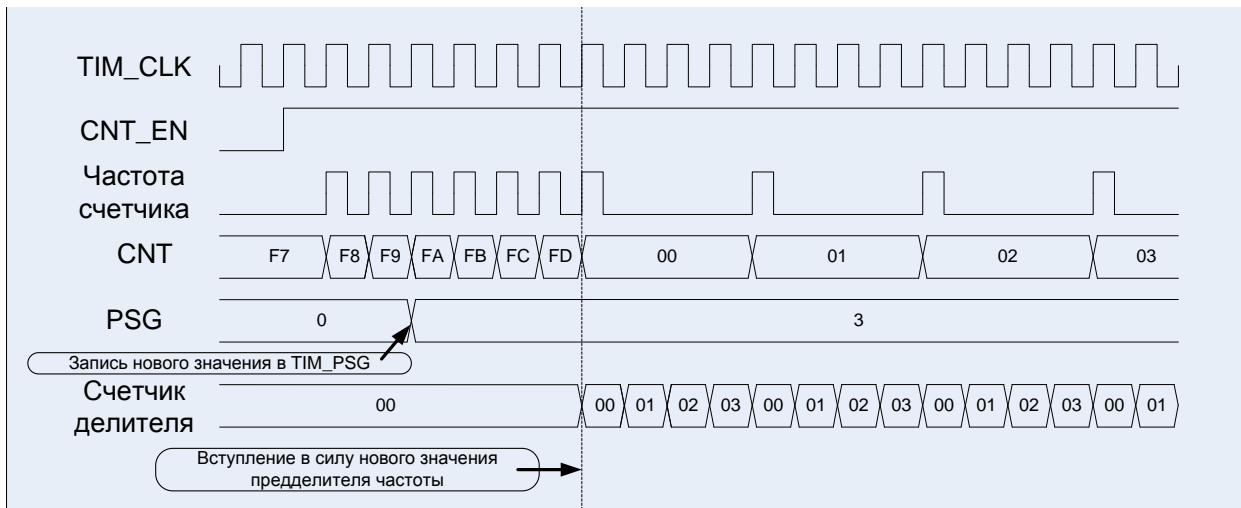 TIM_CLK
CNT_EN
Частота
счетчика
CNT
F7 F8 F9 FA FB FC FD 00 01 02 03
PSG
0 3
Запись нового значения в TIM_PSG
Счетчик
делителя
00 00 01 02 03 00 01 02 03 00 01 02 03 00 01
Вступление в силу нового значения
предделителя частоты